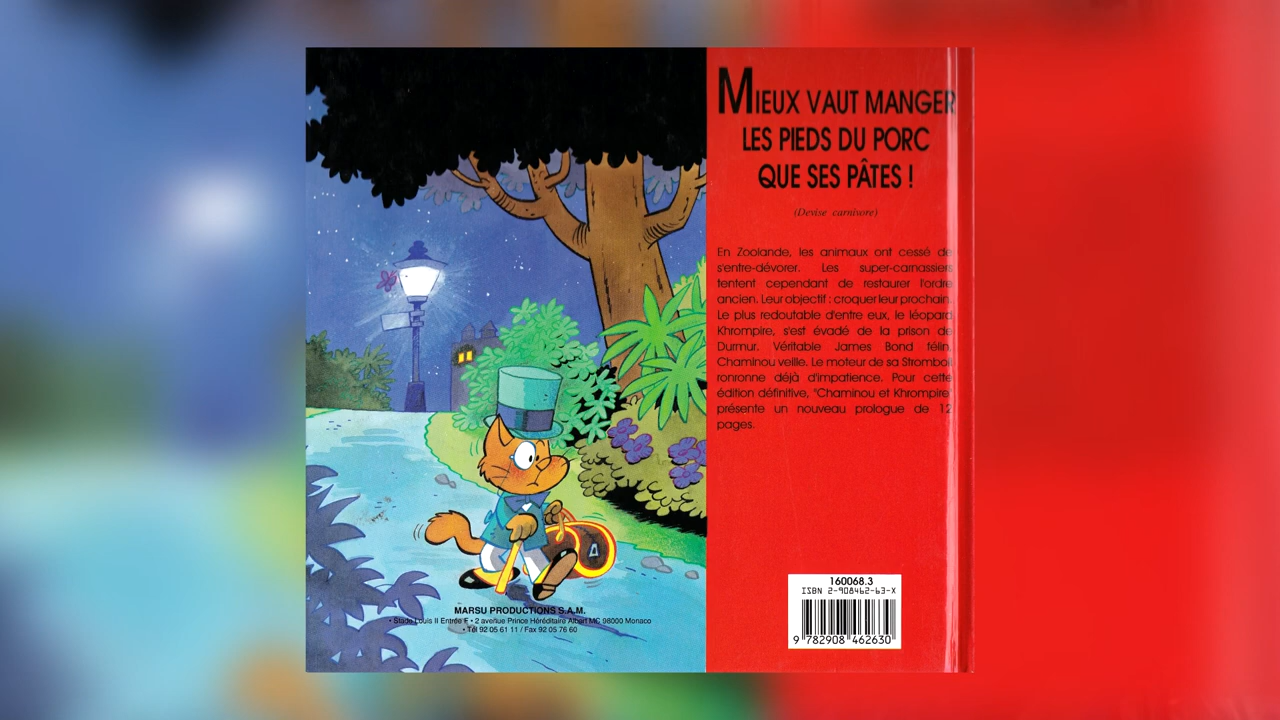 MIEUX VAUT MANGER
LES PIEDS DU PORC
QUE SES PÂTES !
(Devise carnivore)
En Zoolande, les animaux ont cessé de
s'entre-dévorer. Les super-carnassiers
tentent cependant de restaurer l'ordre
ancien. Leur objectif : croquer leur prochain.
Le plus redoutable d'entre eux, le léopard
Khrompire, s'est évadé de la prison de
Durmur. Véritable James Bond félin,
Chaminou veille. Le moteur de sa Stromboli
ronronne déjà d'impatience. Pour cette
édition définitive, "Chaminou et Khrompire"
présente un nouveau prologue de 12
pages.
MARSU PRODUCTIONS S.A.M.
• Stade Louis II Entrée F • 2 avenue Prince Héréditaire Albert MC 98000 Monaco
• Tél 92 05 61 11 / Fax 92 05 76 60
160068.3
ISBN 2-908462-63-X
9 782908 462630